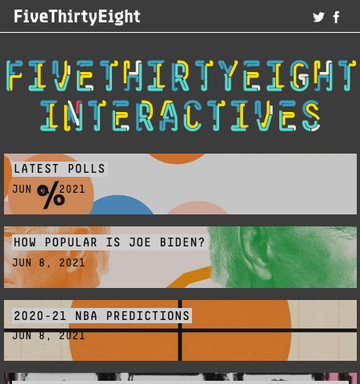 FiveThirtyEight
FIVETHIRTYEIGHT
INTERACTIVES
LATEST POLLS
JUN % 2021
HOW POPULAR IS JOE BIDEN?
JUN 8, 2021
2020-21 NBA PREDICTIONS
JUN 8, 2021